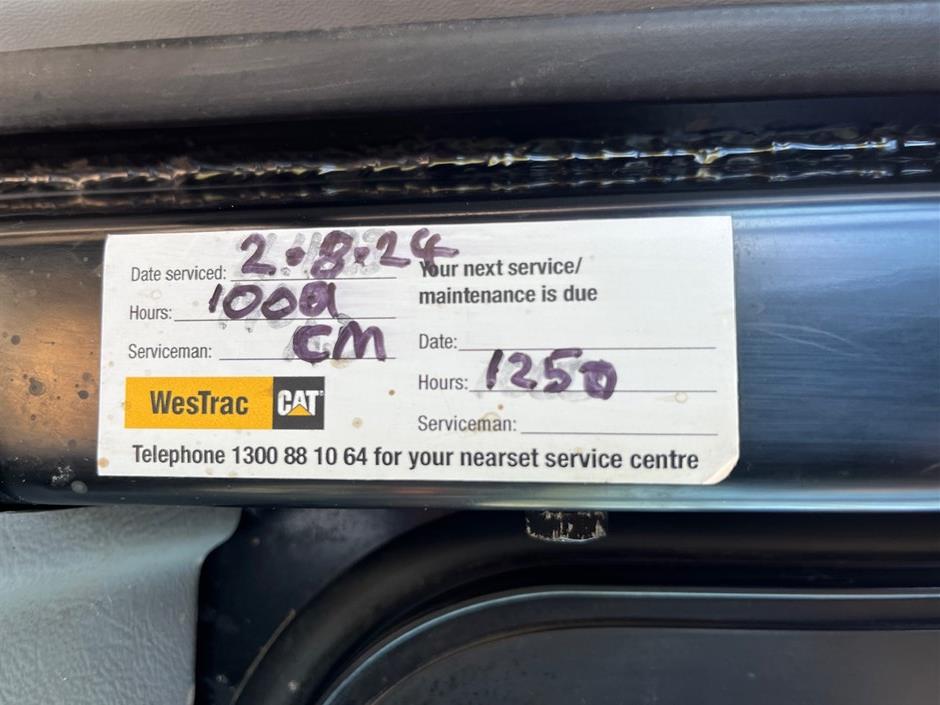 Date serviced: 2.8.24
Hours: 1000
Serviceman: CM
WesTrac CAT
Your next service/
maintenance is due
Date:
Hours: 1250
Serviceman:
Telephone 1300 88 10 64 for your nearset service centre